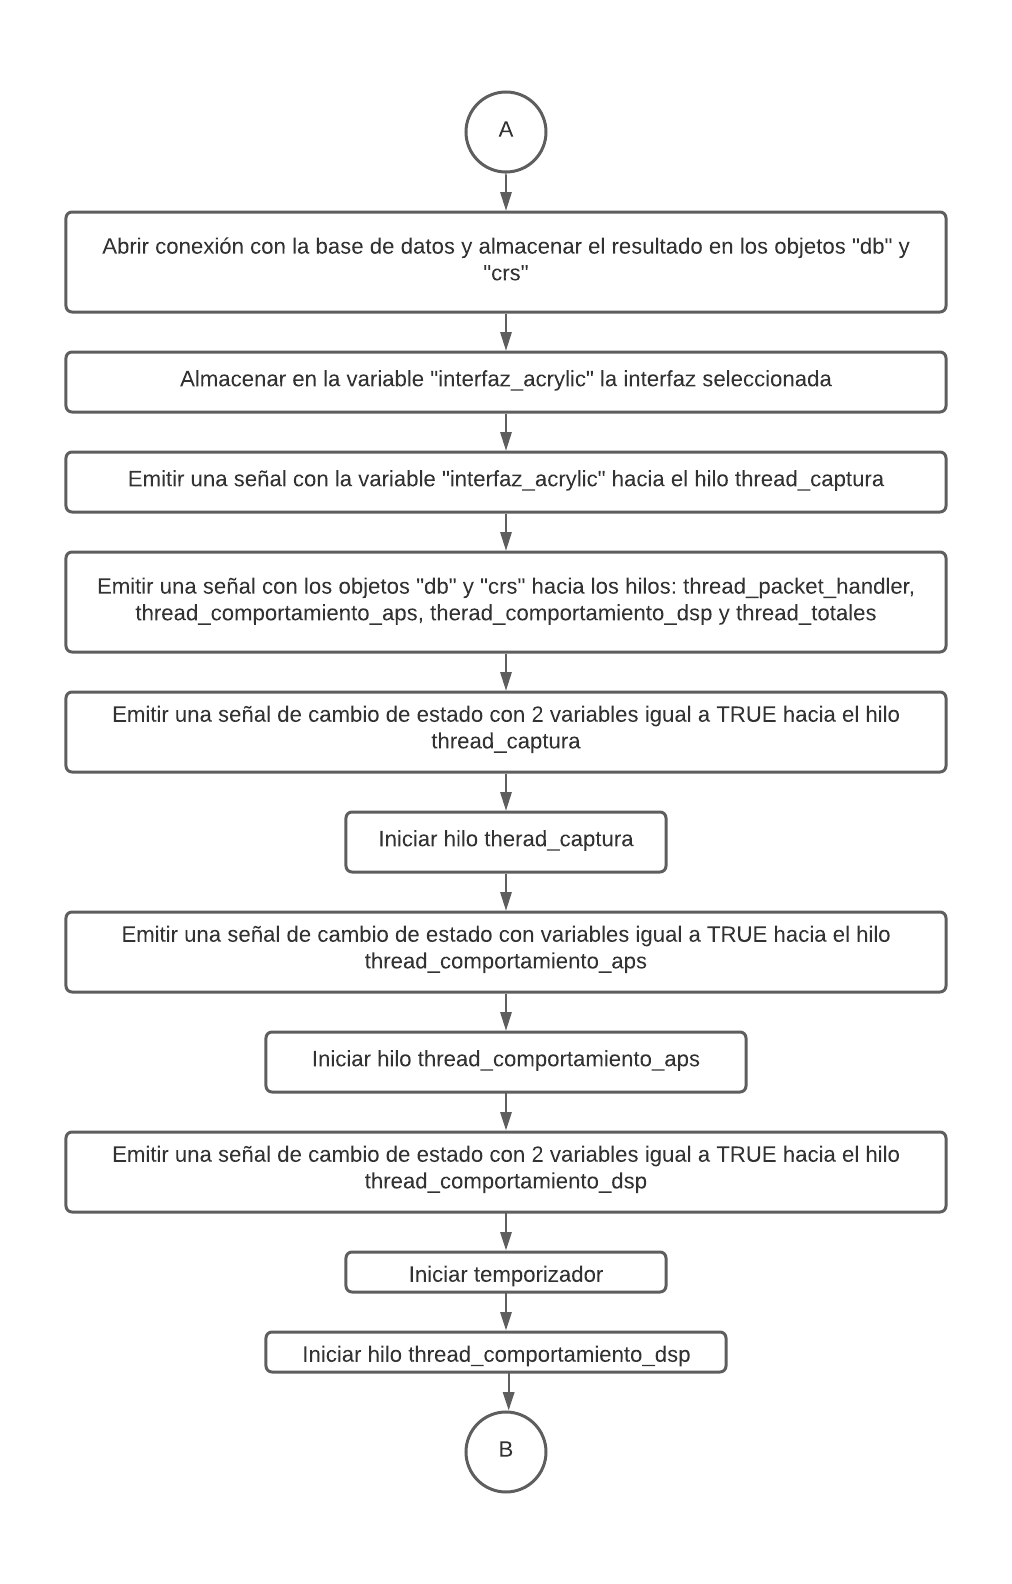 A
Abrir conexión con la base de datos y almacenar el resultado en los objetos "db" y
"crs"
Almacenar en la variable "interfaz_acrylic" la interfaz seleccionada
Emitir una señal con la variable "interfaz_acrylic" hacia el hilo thread_captura
Emitir una señal con los objetos "db" y "crs" hacia los hilos: thread_packet_handler,
thread_comportamiento_aps, therad_comportamiento_dsp y thread_totales
Emitir una señal de cambio de estado con 2 variables igual a TRUE hacia el hilo
thread_captura
Iniciar hilo therad_captura
Emitir una señal de cambio de estado con variables igual a TRUE hacia el hilo
thread_comportamiento_aps
Iniciar hilo thread_comportamiento_aps
Emitir una señal de cambio de estado con 2 variables igual a TRUE hacia el hilo
thread_comportamiento_dsp
Iniciar temporizador
Iniciar hilo thread_comportamiento_dsp
B